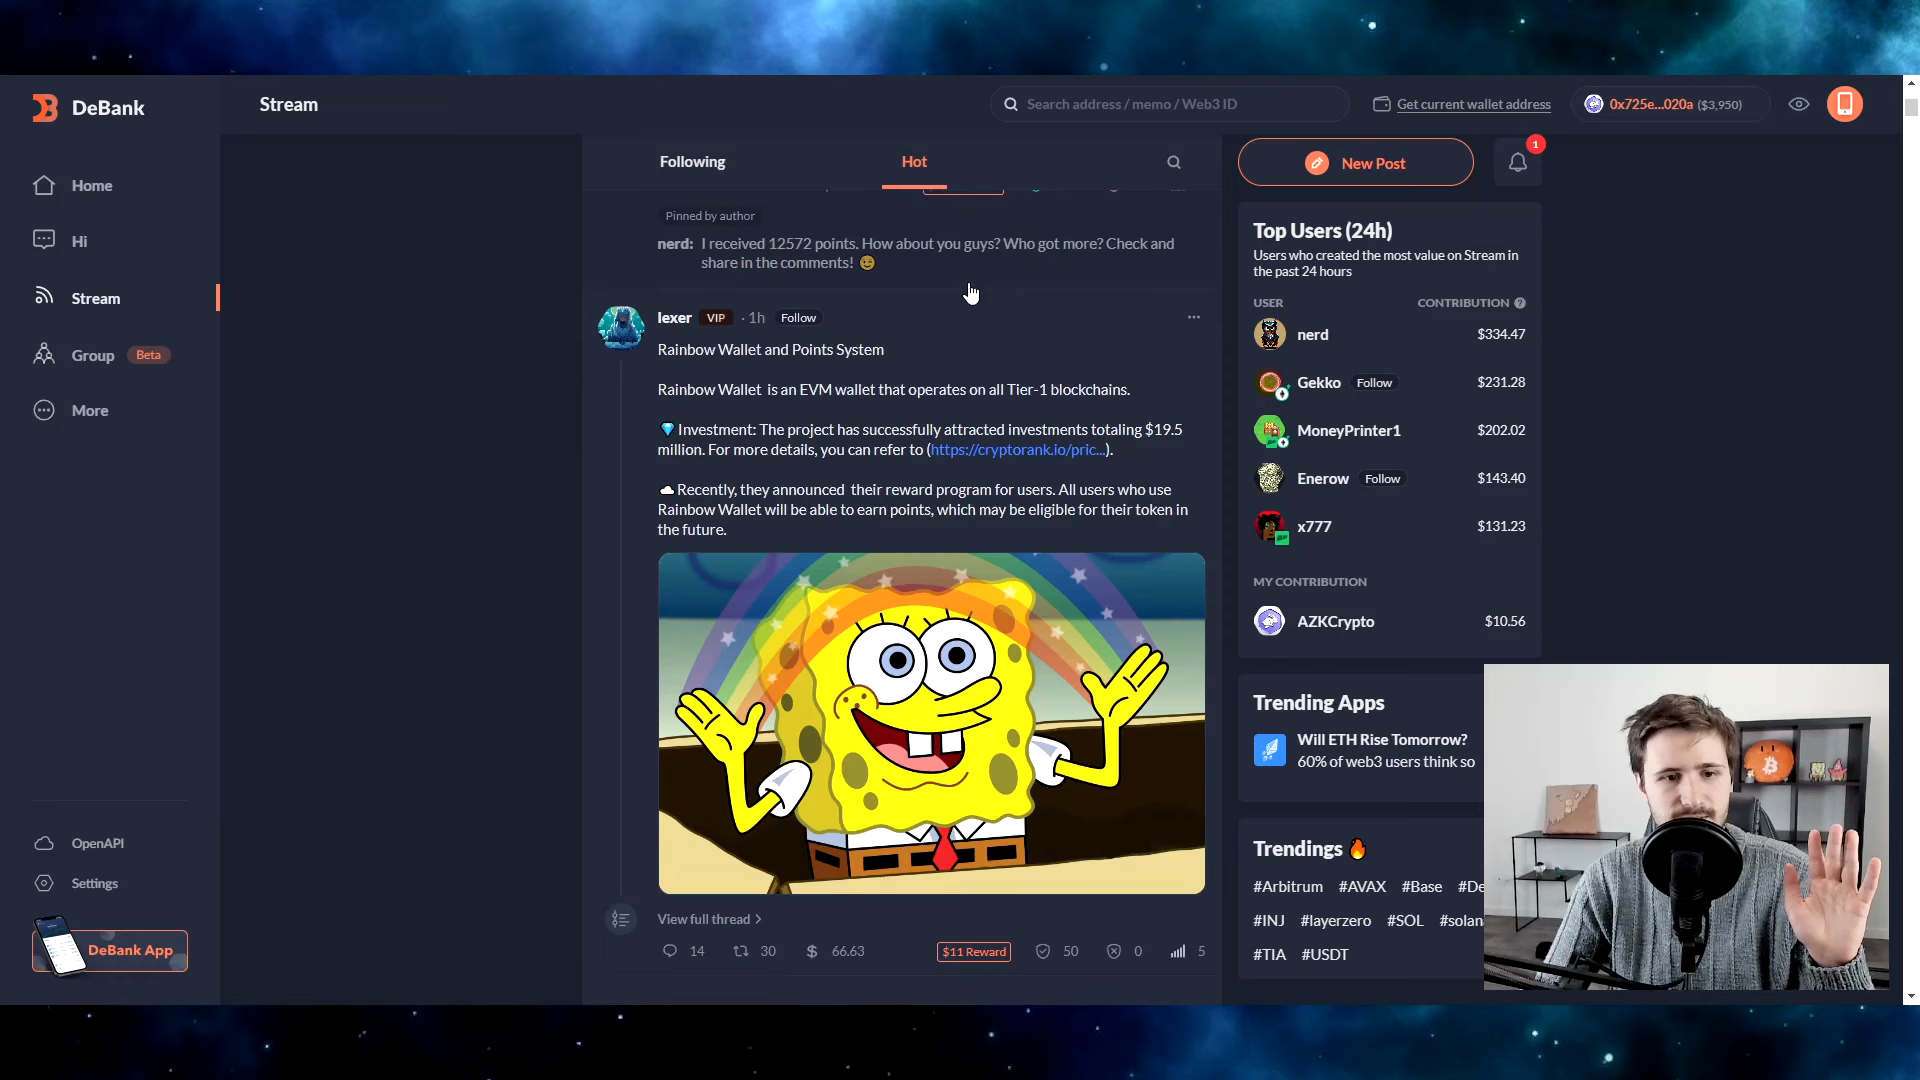 DeBank
Stream
Search address / memo / Web3 ID
Get current wallet address
0x725e...020a ($3,950)
Home
Hi
Stream
Group Beta
More
OpenAPI
Settings
DeBank App
Following
Hot
Pinned by author
nerd: I received 12572 points. How about you guys? Who got more? Check and
share in the comments! 😉
lexer VIP · 1h Follow
Rainbow Wallet and Points System
Rainbow Wallet is an EVM wallet that operates on all Tier-1 blockchains.
💎Investment: The project has successfully attracted investments totaling $19.5
million. For more details, you can refer to (https://cryptorank.io/pric...).
☁️Recently, they announced their reward program for users. All users who use
Rainbow Wallet will be able to earn points, which may be eligible for their token in
the future.
View full thread >
14 30 $ 66.63 $11 Reward 50 0 5
New Post
1
Top Users (24h)
Users who created the most value on Stream in
the past 24 hours
USER CONTRIBUTION ?
nerd $334.47
Gekko Follow $231.28
MoneyPrinter1 $202.02
Enerow Follow $143.40
x777 $131.23
MY CONTRIBUTION
AZKCrypto $10.56
Trending Apps
Will ETH Rise Tomorrow?
60% of web3 users think so
Trendings 🔥
#Arbitrum #AVAX #Base #De
#INJ #layerzero #SOL #solan
#TIA #USDT